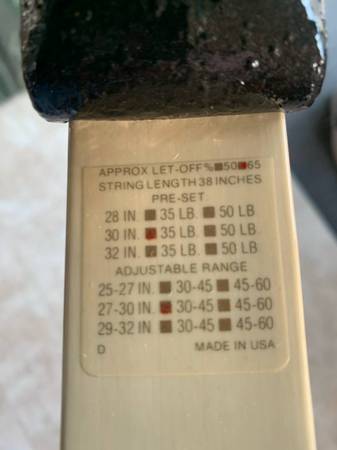 APPROX LET-OFF % ■ 50 ■ 65
STRING LENGTH 38 INCHES
PRE-SET
28 IN. ■ 35 LB. ■ 50 LB
30 IN. ■ 35 LB. ■ 50 LB.
32 IN. ■ 35 LB. ■ 50 LB
ADJUSTABLE RANGE
25-27 IN. ■ 30-45 ■ 45-60
27-30 IN. ■ 30-45 ■ 45-60
29-32 IN. ■ 30-45 ■ 45-60
D MADE IN USA